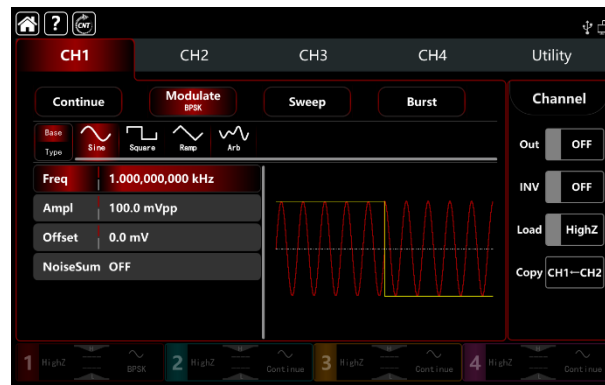 ? CNT
CH1 CH2 CH3 CH4 Utility
Continue Modulate Sweep Burst Channel
BPSK
Base
Type Sine Square Ramp Arb
Out OFF
Freq 1.000,000,000 kHz
INV OFF
Ampl 100.0 mVpp
Offset 0.0 mV
Load HighZ
NoiseSum OFF
Copy CH1←CH2
1 HighZ BPSK 2 HighZ Continue 3 HighZ Continue 4 HighZ Continue